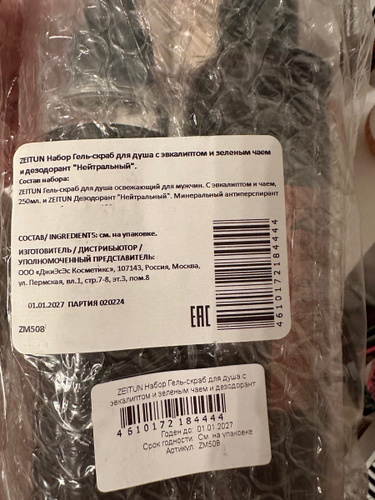 ZEITUN Набор Гель-скраб для душа с эвкалиптом и зеленым чаем
и дезодорант "Нейтральный".
Состав набора:
ZEITUN Гель-скраб для душа освежающий для мужчин. С эвкалиптом и чаем,
250мл. и ZEITUN Дезодорант "Нейтральный". Минеральный антиперспирант
СОСТАВ/ INGREDIENTS: см. на упаковке.
ИЗГОТОВИТЕЛЬ / ДИСТРИБЬЮТОР /
УПОЛНОМОЧЕННЫЙ ПРЕДСТАВИТЕЛЬ:
ООО «ДжиЭсЭс Косметикс», 107143, Россия, Москва,
ул. Пермская, вл.1, стр.7-8, эт.3, пом.8
01.01.2027 ПАРТИЯ 020224
ZM508
EAC
4610172184444
ZEITUN Набор Гель-скраб для душа с
эвкалиптом и зеленым чаем и дезодорант
4610172184444
Годен до: 01.01.2027
Срок годности: См. на упаковке
Артикул: ZM508